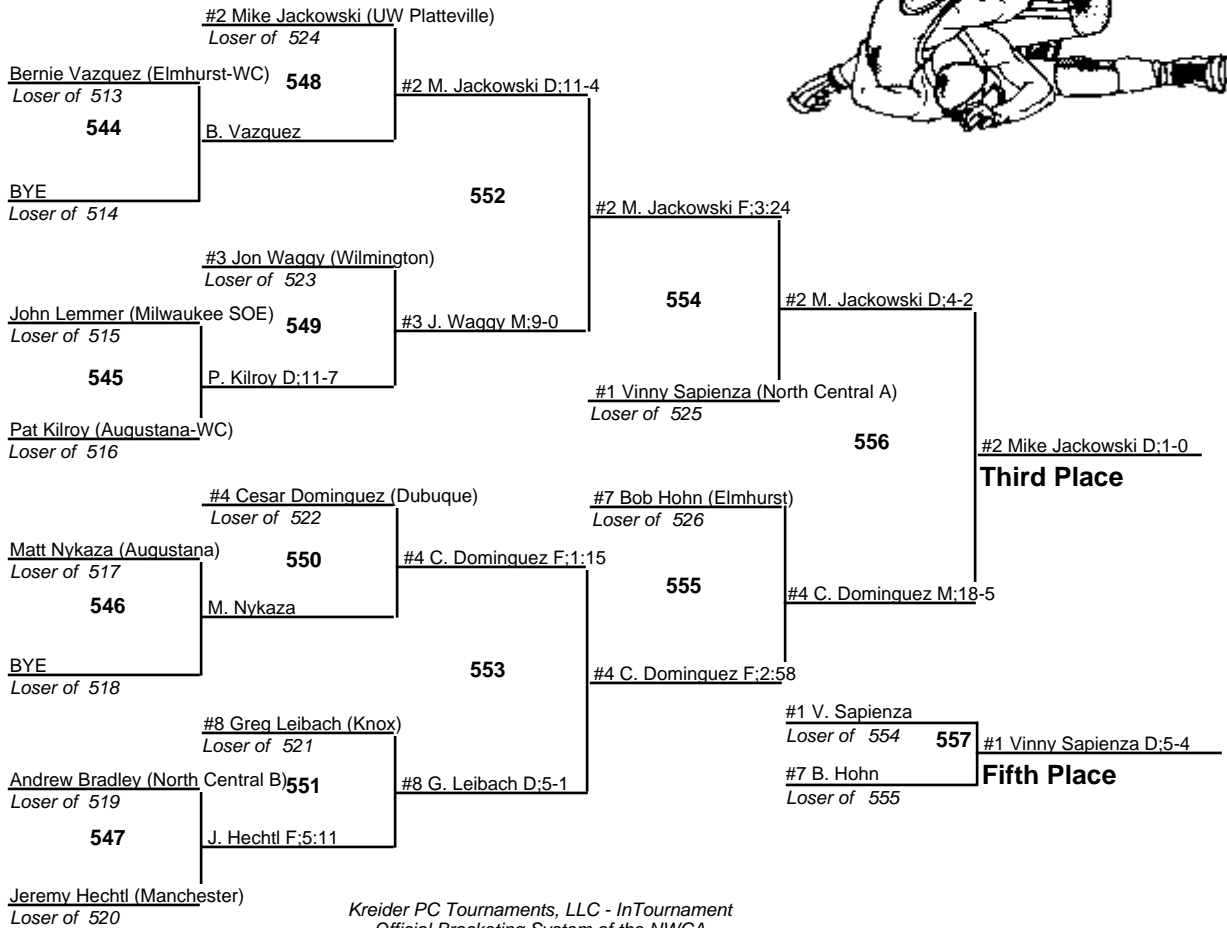 #2 Mike Jackowski (UW Platteville)
Loser of 524
Bernie Vazquez (Elmhurst-WC)
Loser of 513
548
#2 M. Jackowski D;11-4
544
B. Vazquez
BYE
Loser of 514
552
#2 M. Jackowski F;3:24
#3 Jon Waggy (Wilmington)
Loser of 523
John Lemmer (Milwaukee SOE)
Loser of 515
549
#3 J. Waggy M;9-0
554
#2 M. Jackowski D;4-2
545
P. Kilroy D;11-7
#1 Vinny Sapienza (North Central A)
Loser of 525
Pat Kilroy (Augustana-WC)
Loser of 516
556
#2 Mike Jackowski D;1-0
Third Place
#4 Cesar Dominguez (Dubuque)
Loser of 522
#7 Bob Hohn (Elmhurst)
Loser of 526
Matt Nykaza (Augustana)
Loser of 517
550
#4 C. Dominguez F;1:15
546
M. Nykaza
555
#4 C. Dominguez M;18-5
BYE
Loser of 518
553
#4 C. Dominguez F;2:58
#8 Greg Leibach (Knox)
Loser of 521
#1 V. Sapienza
Loser of 554
557
#1 Vinny Sapienza D;5-4
Fifth Place
#7 B. Hohn
Loser of 555
Andrew Bradley (North Central B)
Loser of 519
551
#8 G. Leibach D;5-1
547
J. Hechtl F;5:11
Jeremy Hechtl (Manchester)
Loser of 520
Kreider PC Tournaments, LLC - InTournament
Official Bracketing System of the NWCA